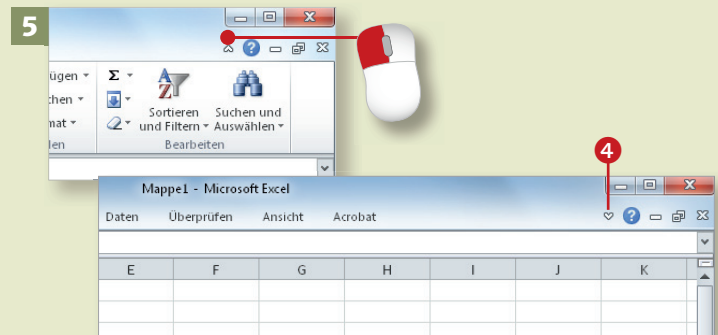 5
ügen
Σ
chen
Sortieren und Filtern
Suchen und Auswählen
mat
len
Bearbeiten
4
Mappe1 - Microsoft Excel
Daten Überprüfen Ansicht Acrobat
E F G H I J K